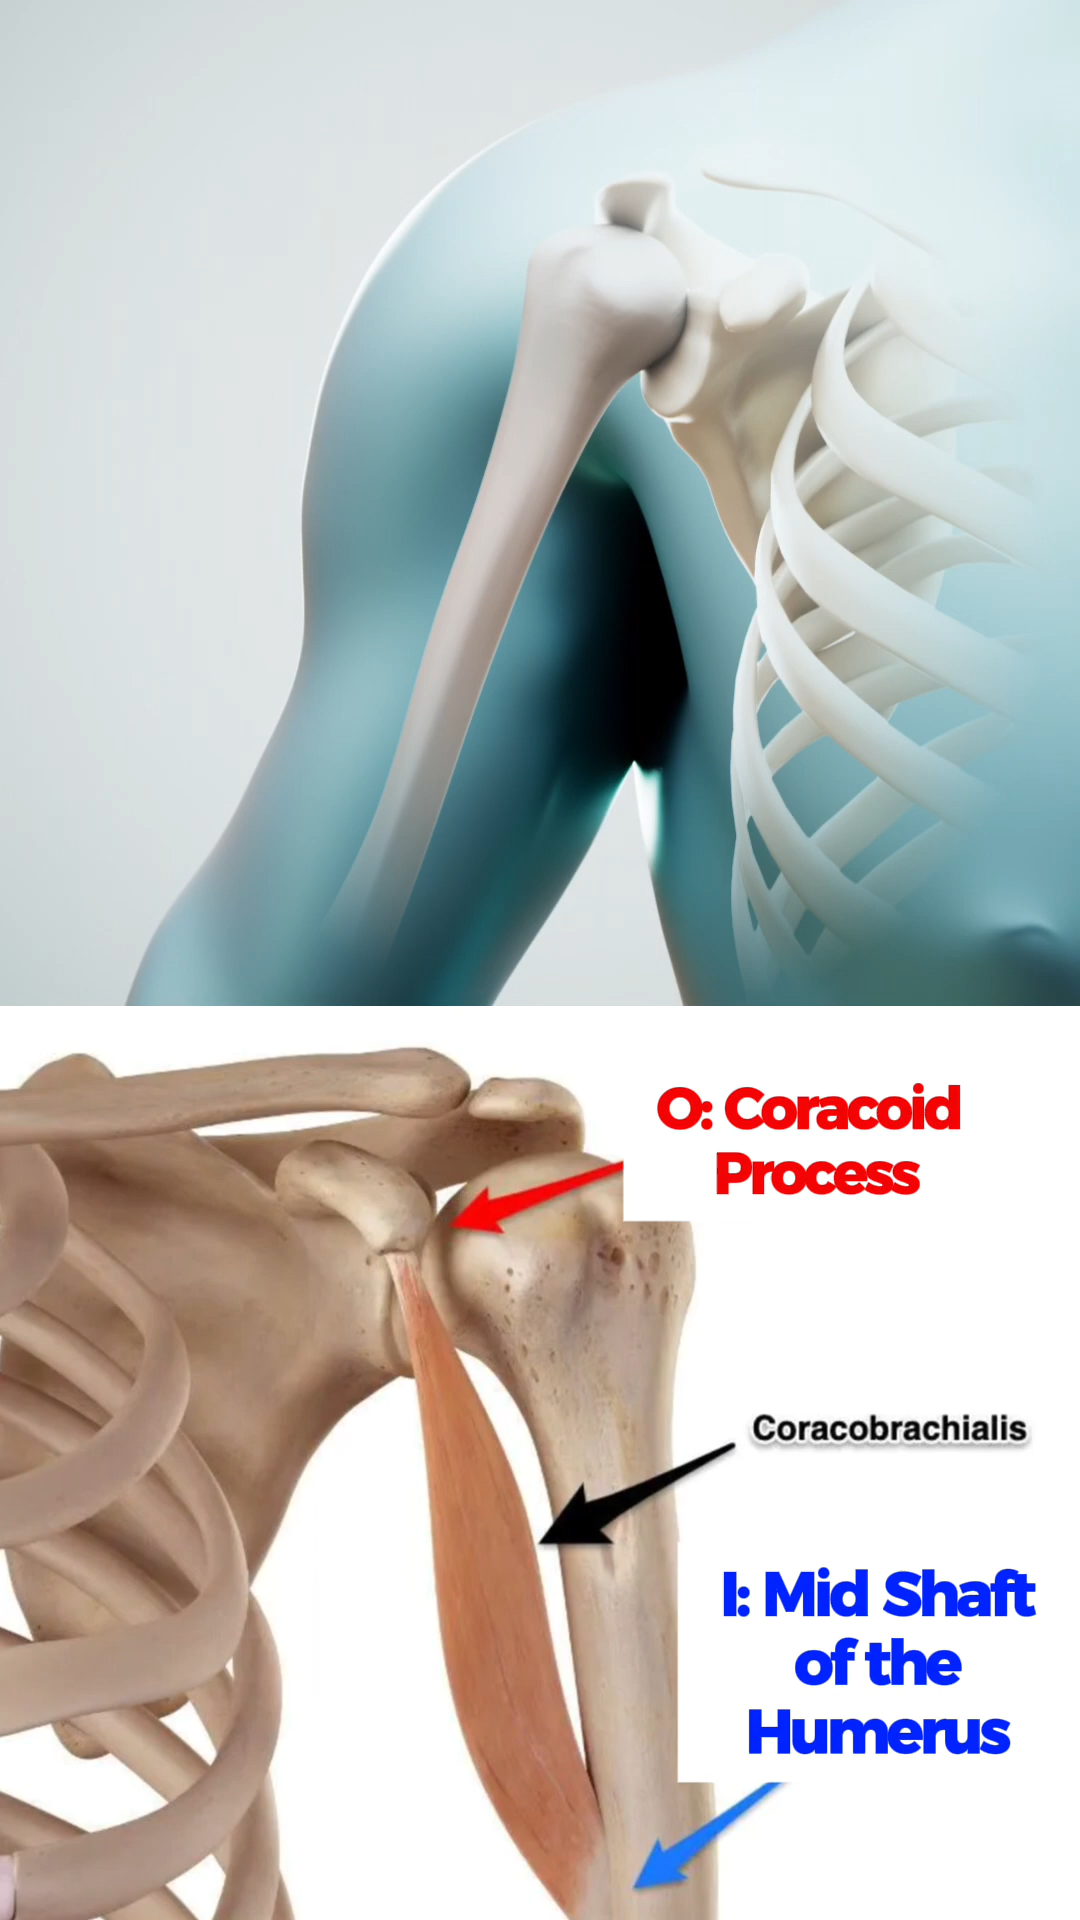 O: Coracoid
Process
Coracobrachialis
I: Mid Shaft
of the
Humerus